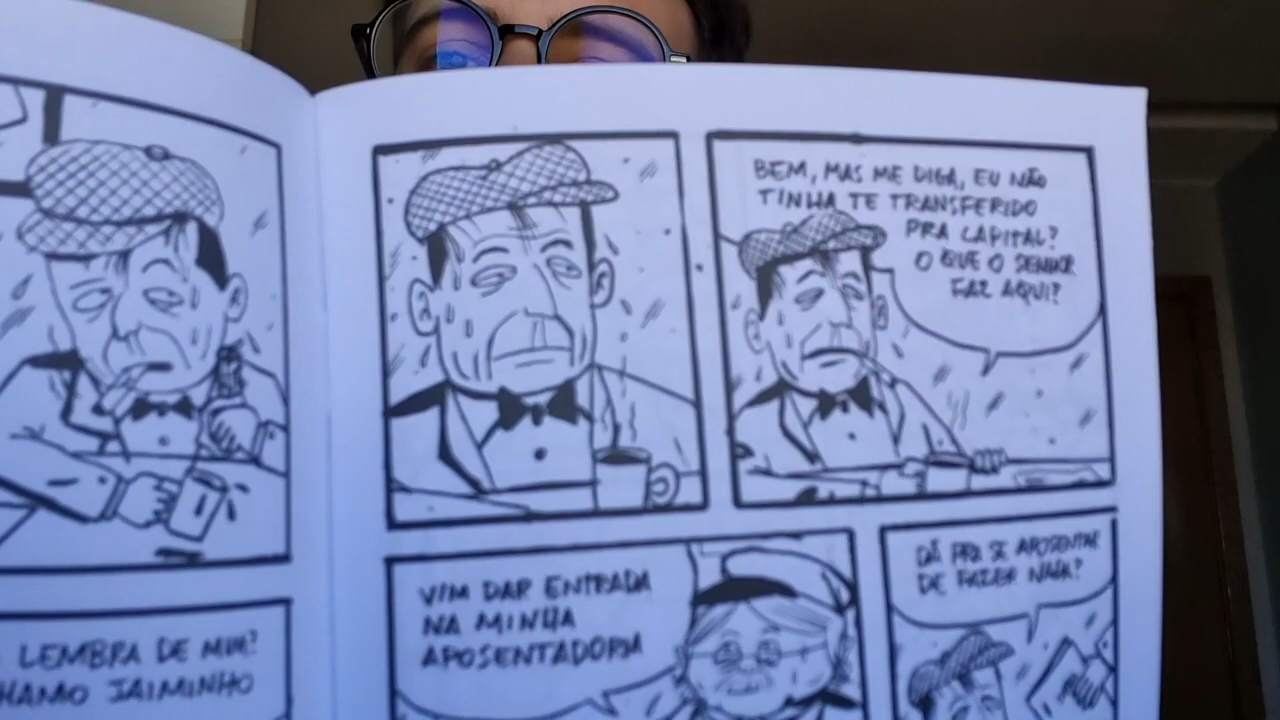 LEMBRA DE MIM?
HAMO JAIMINHO
BEM, MAS ME DIGA, EU NÃO
TINHA TE TRANSFERIDO
PRA CAPITAL?
O QUE O SENHOR
FAZ AQUI?
VIM DAR ENTRADA
NA MINHA
APOSENTADORIA
DÁ PRA SE APOSENTAR
DE FAZER NADA?